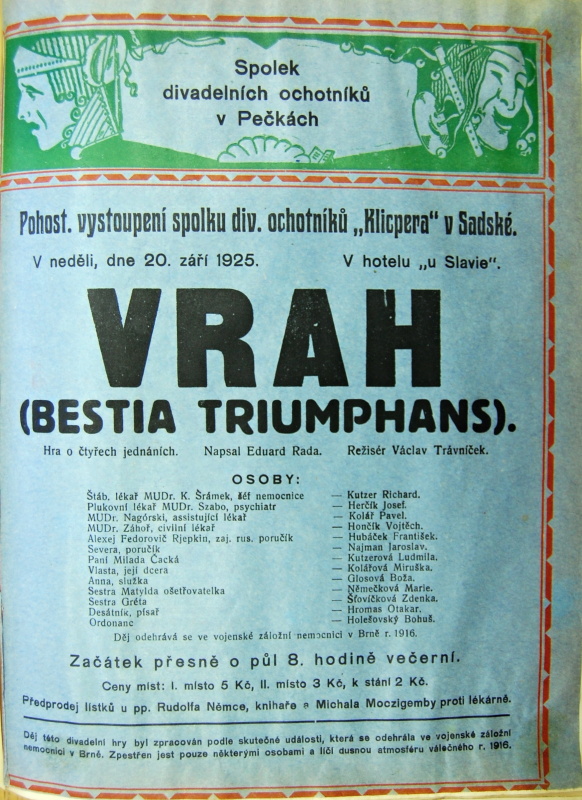 Spolek
divadelních ochotníků
v Pečkách
Pohost. vystoupení spolku div. ochotníků „Klicpera“ v Sadské.
V neděli, dne 20. září 1925. V hotelu „u Slavie“.
VRAH
(BESTIA TRIUMPHANS).
Hra o čtyřech jednáních. Napsal Eduard Rada. Režisér Václav Trávníček.
OSOBY:
Štáb. lékař MUDr. K. Šrámek, šéf nemocnice — Kutzer Richard.
Plukovní lékař MUDr. Szabo, psychiatr — Herčík Josef.
MUDr. Nagórski, assistující lékař — Kolář Pavel.
MUDr. Záhoř, civilní lékař — Hončík Vojtěch.
Alexej Fedorovič Rjepkin, zaj. rus. poručík — Hubáček František.
Severa, poručík — Najman Jaroslav.
Paní Milada Čacká — Kutzerová Ludmila.
Vlasta, její dcera — Kolářová Miruška.
Anna, služka — Glosová Boža.
Sestra Matylda ošetřovatelka — Němečková Marie.
Sestra Gréta — Šťovíčková Zdenka.
Desátník, písař — Hromas Otakar.
Ordonanc — Holešovský Bohuš.
Děj odehrává se ve vojenské záložní nemocnici v Brně r. 1916.
Začátek přesně o půl 8. hodině večerní.
Ceny míst: I. místo 5 Kč, II. místo 3 Kč, k stání 2 Kč.
Předprodej lístků u pp. Rudolfa Němce, knihaře a Michala Moczigemby proti lékárně.
Děj této divadelní hry byl zpracován podle skutečné události, která se odehrála ve vojenské záložní
nemocnici v Brně. Zpestřen jest pouze některými osobami a líčí dusnou atmosféru válečného r. 1916.